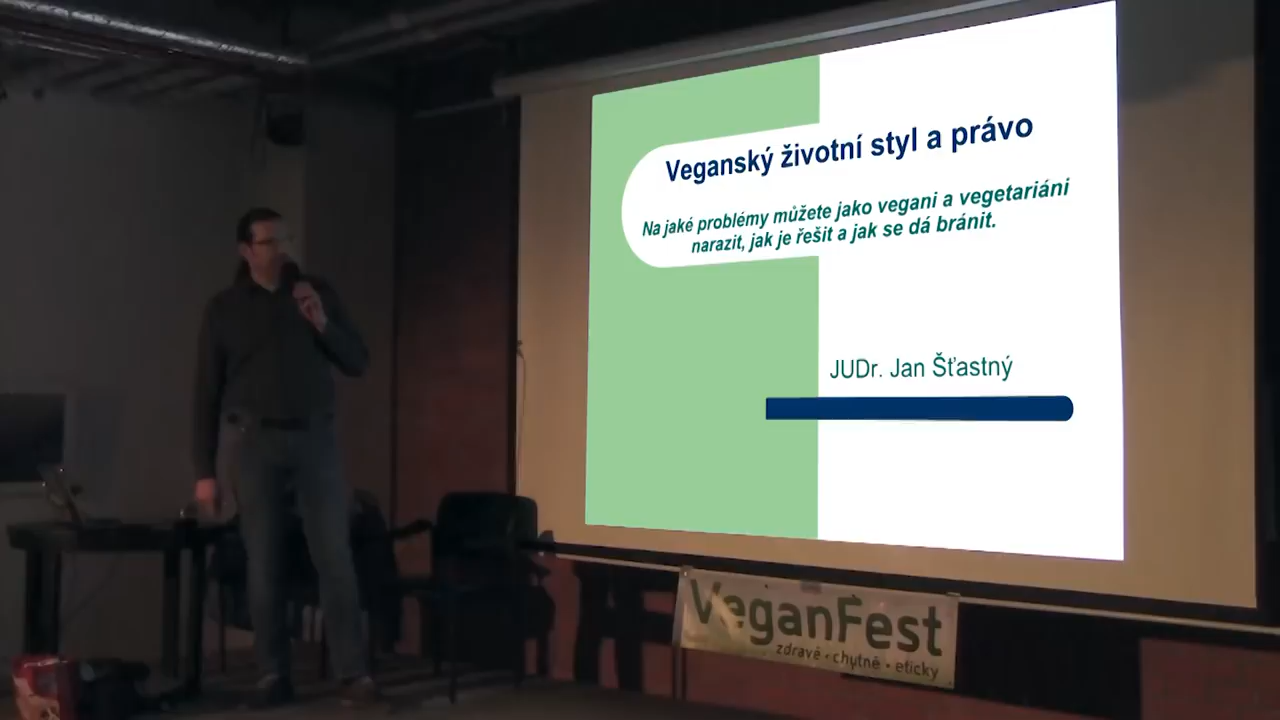 Veganský životní styl a právo
Na jaké problémy můžete jako vegani a vegetariáni
narazit, jak je řešit a jak se dá bránit.
JUDr. Jan Šťastný
VeganFest
zdravě • chutně • eticky